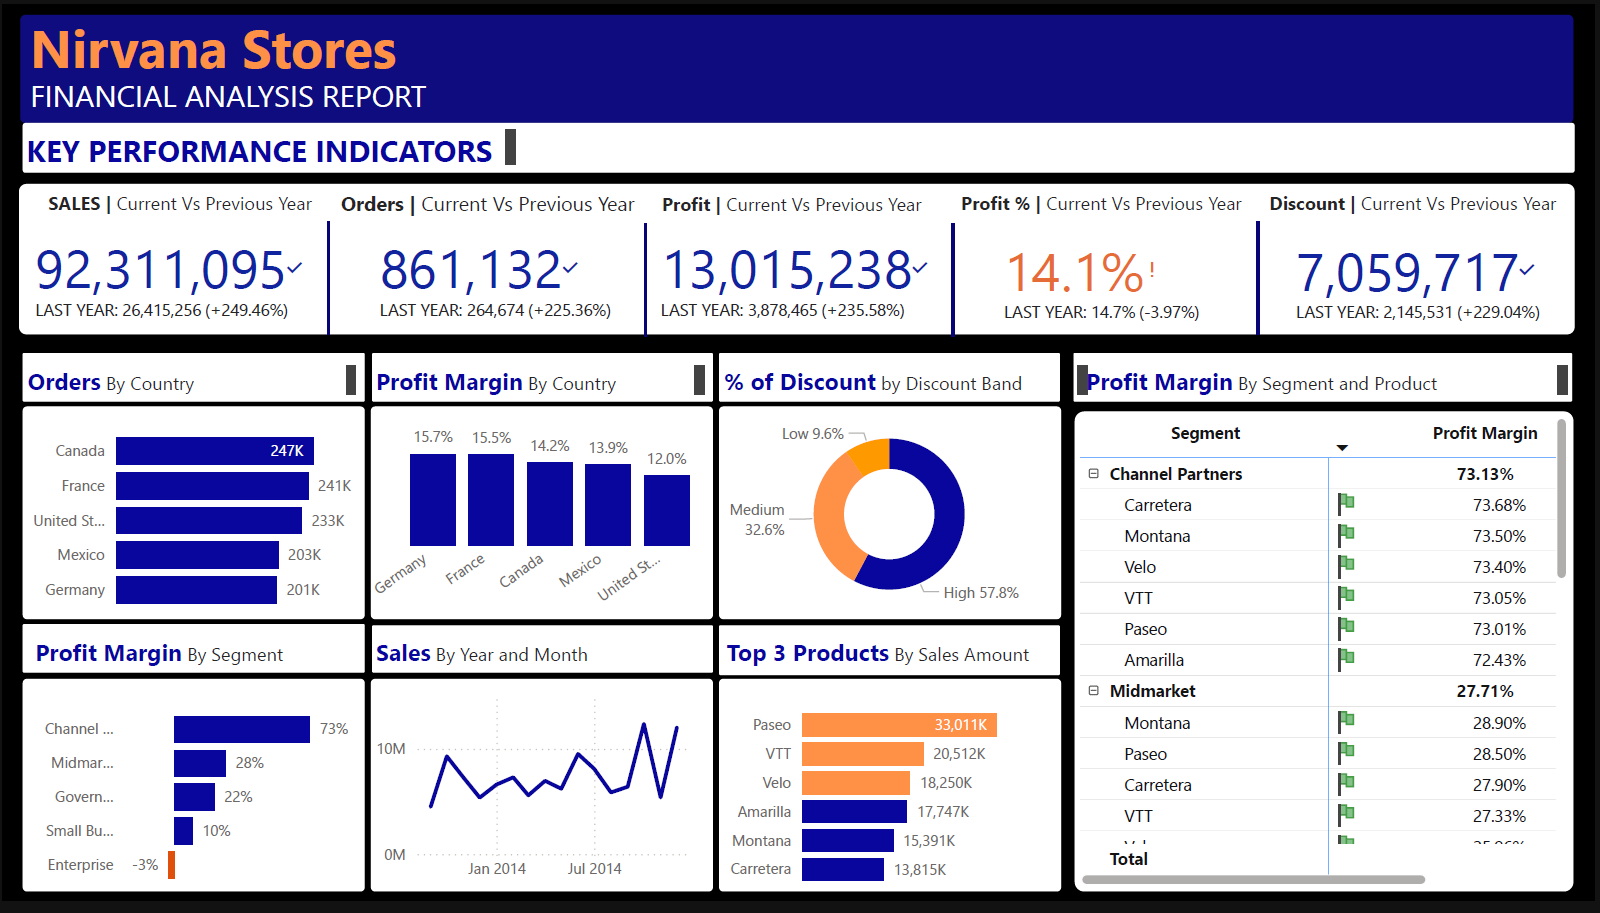 Nirvana Stores
FINANCIAL ANALYSIS REPORT
KEY PERFORMANCE INDICATORS
SALES | Current Vs Previous Year
92,311,095
LAST YEAR: 26,415,256 (+249.46%)
Orders | Current Vs Previous Year
861,132
LAST YEAR: 264,674 (+225.36%)
Profit | Current Vs Previous Year
13,015,238
LAST YEAR: 3,878,465 (+235.58%)
Profit % | Current Vs Previous Year
14.1%!
LAST YEAR: 14.7% (-3.97%)
Discount | Current Vs Previous Year
7,059,717
LAST YEAR: 2,145,531 (+229.04%)
Orders By Country
Canada 247K
France 241K
United St... 233K
Mexico 203K
Germany 201K
Profit Margin By Country
15.7% 15.5% 14.2% 13.9% 12.0%
Germany France Canada Mexico United St...
% of Discount by Discount Band
Low 9.6%
Medium
32.6%
High 57.8%
Profit Margin By Segment
Channel ... 73%
Midmar... 28%
Govern... 22%
Small Bu... 10%
Enterprise -3%
Sales By Year and Month
10M
0M
Jan 2014 Jul 2014
Top 3 Products By Sales Amount
Paseo 33,011K
VTT 20,512K
Velo 18,250K
Amarilla 17,747K
Montana 15,391K
Carretera 13,815K
Profit Margin By Segment and Product
Segment Profit Margin
Channel Partners 73.13%
Carretera 73.68%
Montana 73.50%
Velo 73.40%
VTT 73.05%
Paseo 73.01%
Amarilla 72.43%
Midmarket 27.71%
Montana 28.90%
Paseo 28.50%
Carretera 27.90%
VTT 27.33%
Total